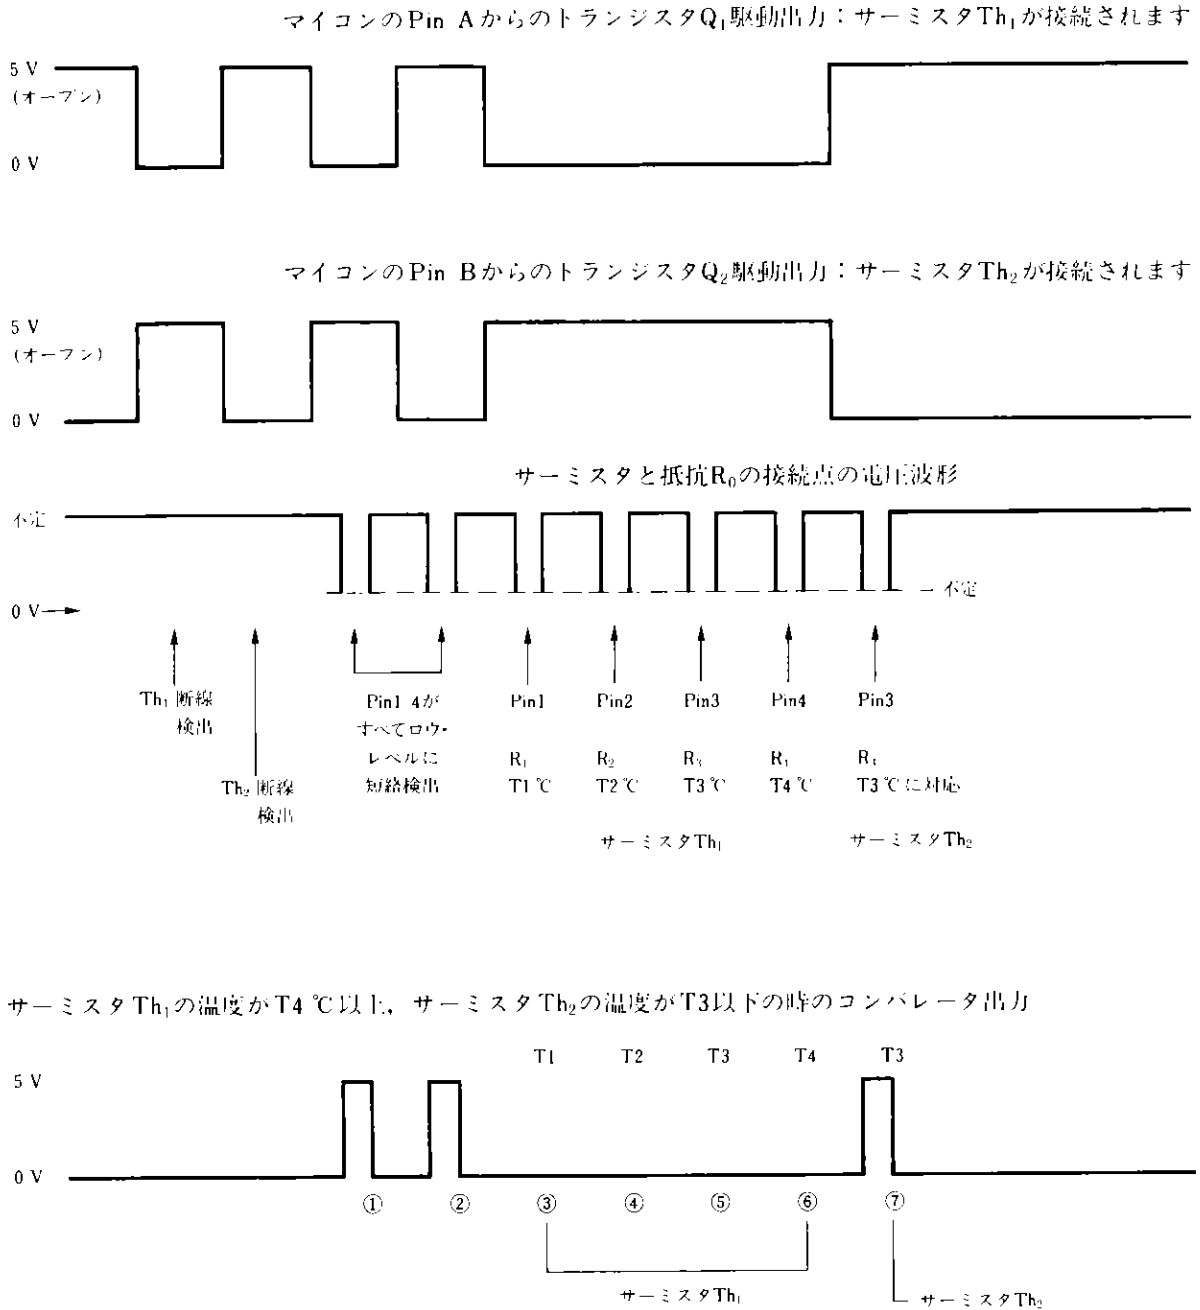 マイコンのPin AからのトランジスタQ₁駆動出力：サーミスタTh₁が接続されます
5 V
(オープン)
0 V
マイコンのPin BからのトランジスタQ₂駆動出力：サーミスタTh₂が接続されます
5 V
(オープン)
0 V
サーミスタと抵抗R₀の接続点の電圧波形
不定
0 V
不定
Th₁断線
検出
Th₂断線
検出
Pin1 4が
すべてロウ・
レベルに
短絡検出
Pin1
R₁
T1℃
Pin2
R₂
T2℃
Pin3
R₃
T3℃
Pin4
T4℃
Pin3
T3℃に対応
サーミスタTh₁
サーミスタTh₂
サーミスタTh₁の温度がT4℃以上，サーミスタTh₂の温度がT3以下の時のコンパレータ出力
T1 T2 T3 T4 T3
5 V
0 V
① ② ③ ④ ⑤ ⑥ ⑦
サーミスタTh₁
サーミスタTh₂